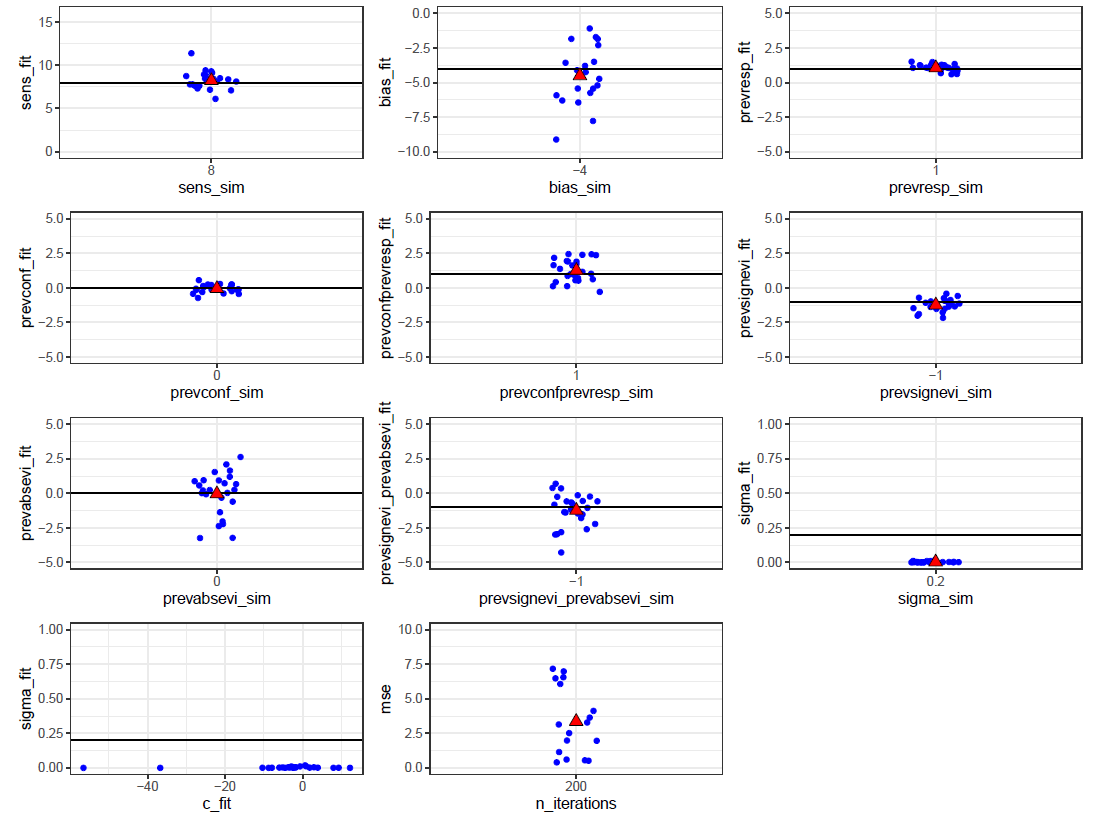 sens_fit
15
10
5
0
8
sens_sim
bias_fit
0.0
−2.5
−5.0
−7.5
−10.0
−4
bias_sim
prevresp_fit
5.0
2.5
0.0
−2.5
−5.0
1
prevresp_sim
prevconf_fit
5.0
2.5
0.0
−2.5
−5.0
0
prevconf_sim
prevconfprevresp_fit
5.0
2.5
0.0
−2.5
−5.0
1
prevconfprevresp_sim
prevsignevi_fit
5.0
2.5
0.0
−2.5
−5.0
−1
prevsignevi_sim
prevabsevi_fit
5.0
2.5
0.0
−2.5
−5.0
0
prevabsevi_sim
prevsignevi_prevabsevi_fit
5.0
2.5
0.0
−2.5
−5.0
−1
prevsignevi_prevabsevi_sim
sigma_fit
1.00
0.75
0.50
0.25
0.00
0.2
sigma_sim
sigma_fit
1.00
0.75
0.50
0.25
0.00
−40 −20 0
c_fit
mse
10.0
7.5
5.0
2.5
0.0
200
n_iterations